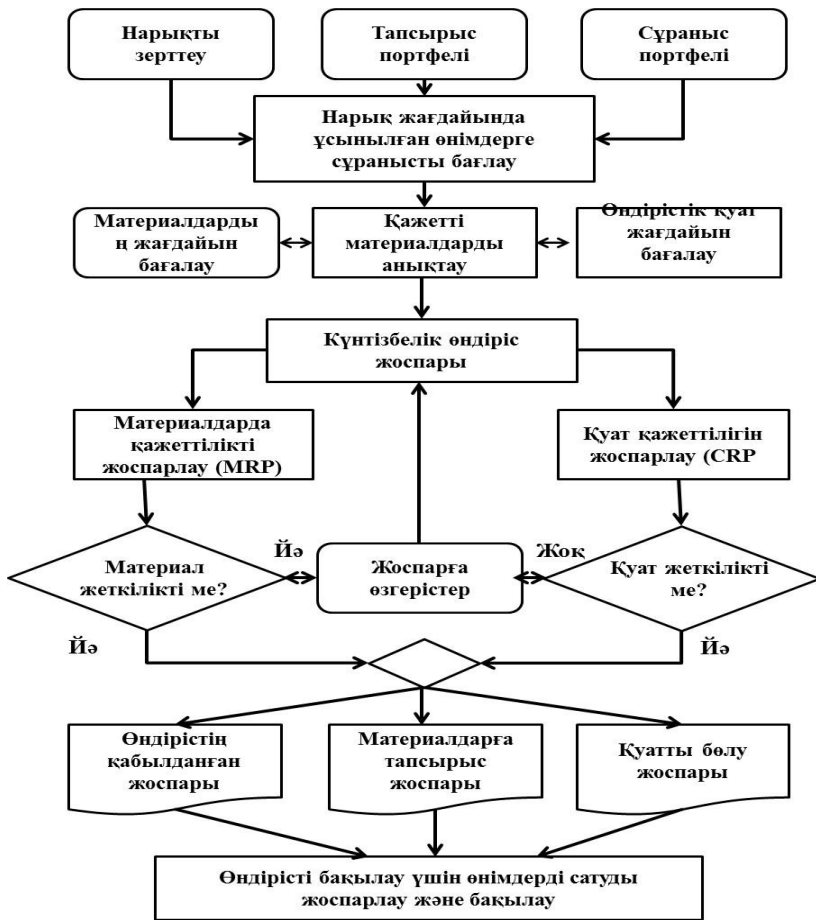 Нарықты
зерттеу
Тапсырыс
портфелі
Сұраныс
портфелі
Нарық жағдайында
ұсынылған өнімдерге
сұранысты бағлау
Материалдарды
ң жағдайын
бағалау
Қажетті
материалдарды
анықтау
Өндірістік қуат
жағдайын
бағалау
Күнтізбелік өндіріс
жоспары
Материалдарда
қажеттілікті
жоспарлау (MRP)
Қуат қажеттілігін
жоспарлау (CRP
Материал
жеткілікті ме?
Йә
Жоспарға
өзгерістер
Жоқ
Қуат жеткілікті
ме?
Йә
Йә
Өндірістің
қабылданған
жоспары
Материалдарға
тапсырыс
жоспары
Қуатты бөлу
жоспары
Өндірісті бақылау үшін өнімдерді сатуды
жоспарлау және бақылау